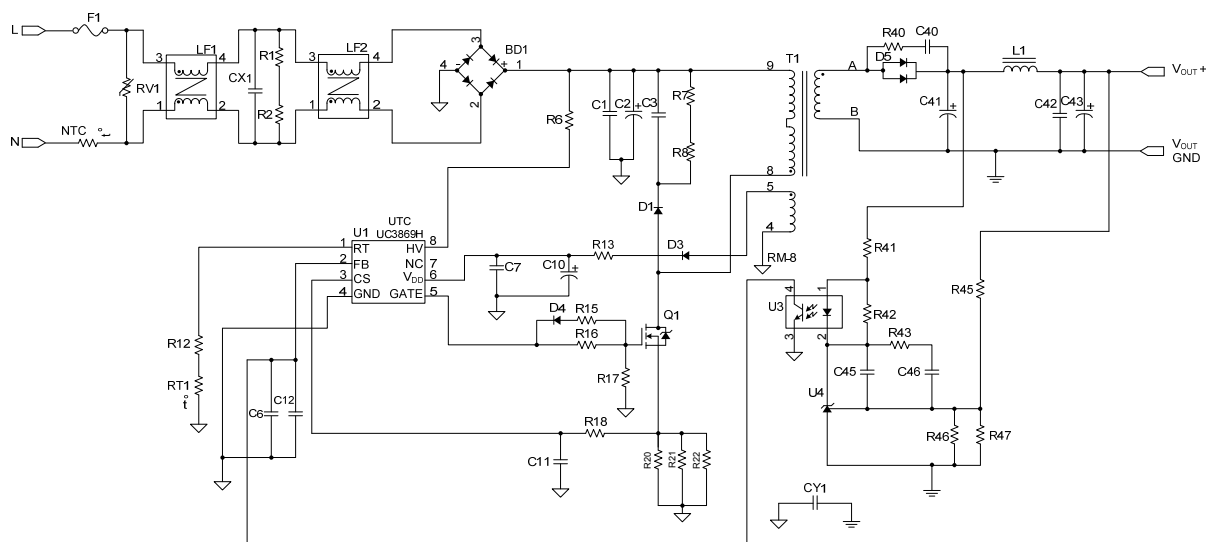 L
F1
N
NTC
t
RV1
LF1
3
4
1
2
CX1
R1
R2
LF2
3
4
1
2
BD1
3
4
-
+
1
2
R6
C1
C2
+
C3
R7
R8
D1
T1
9
8
5
4
RM-8
A
B
R40
C40
D5
L1
C41
+
C42
C43
+
VOUT +
VOUT
GND
UTC
U1
UC3869H
1
RT
HV
8
2
FB
NC
7
3
CS
VDD
6
4
GND
GATE
5
R13
D3
C7
C10
+
D4
R15
R16
Q1
R17
R12
RT1
t
C6
C12
R18
C11
R20
R21
R22
U3
4
1
3
2
R41
R42
R43
R45
C45
C46
U4
R46
R47
CY1